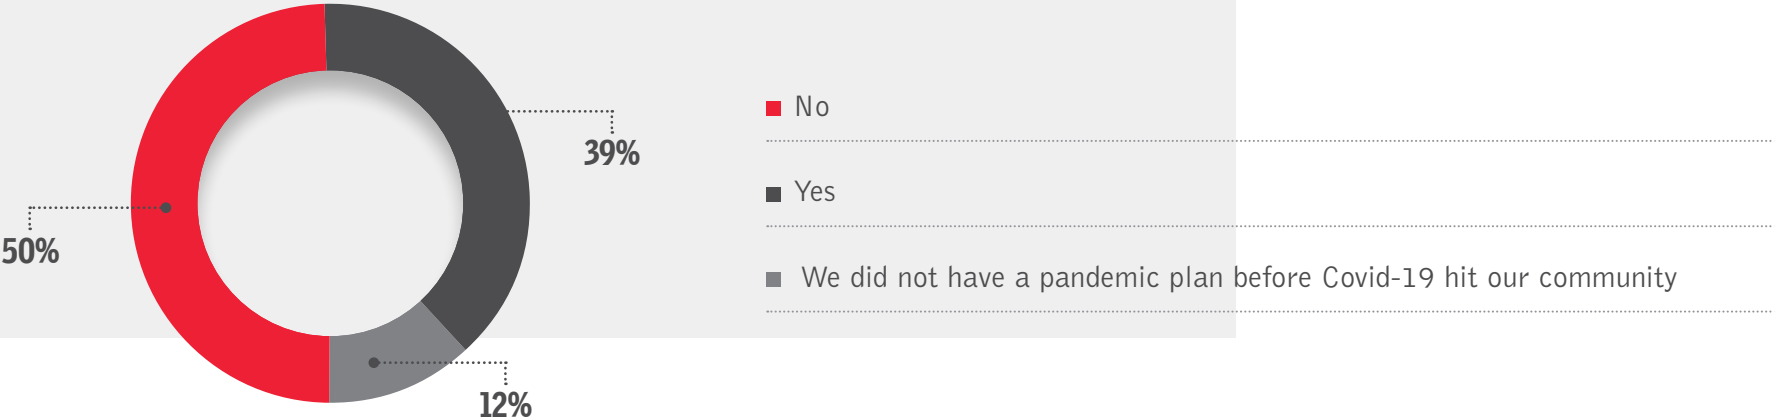 No
39%
Yes
50%
We did not have a pandemic plan before Covid-19 hit our community
12%